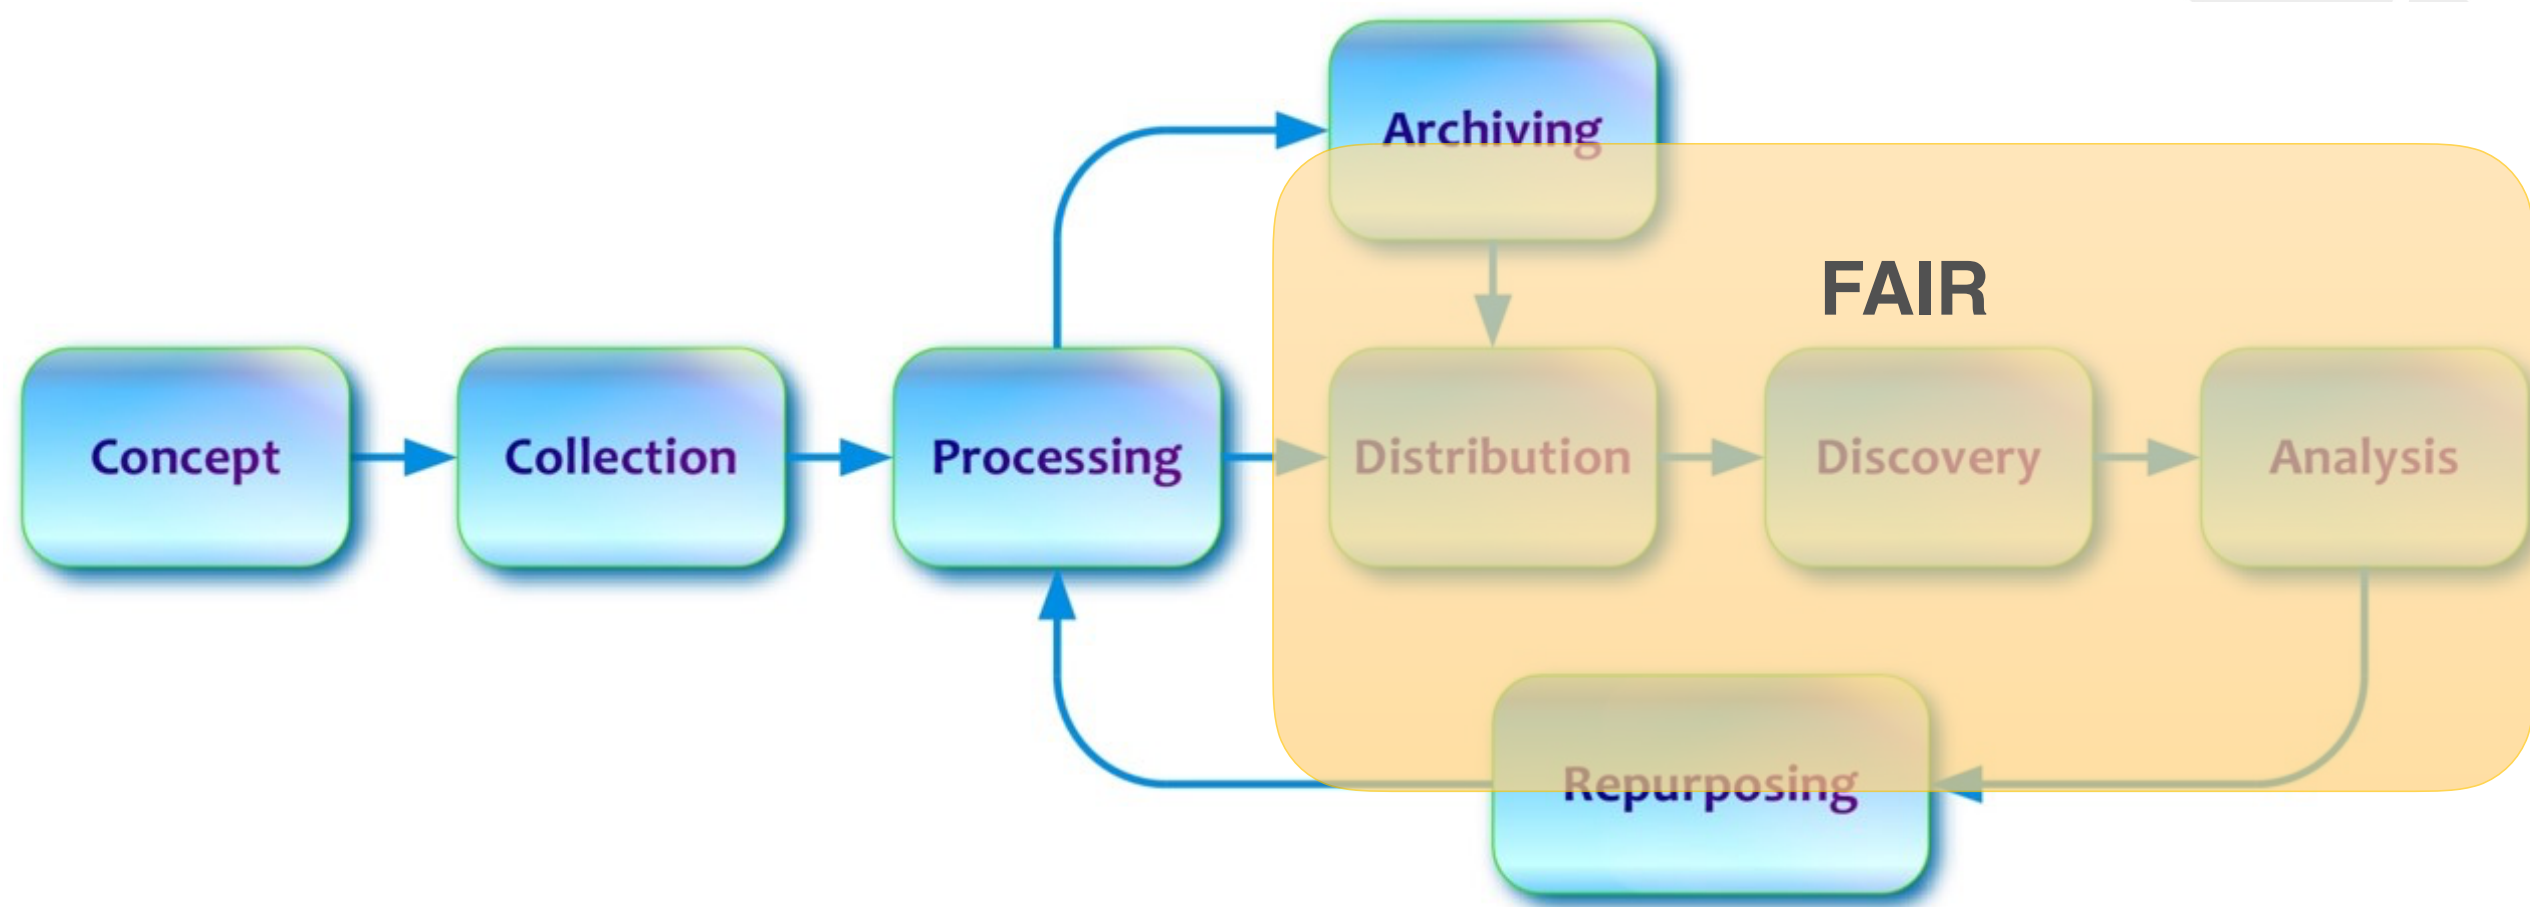 Archiving
FAIR
Concept
Collection
Processing
Distribution
Discovery
Analysis
Repurposing